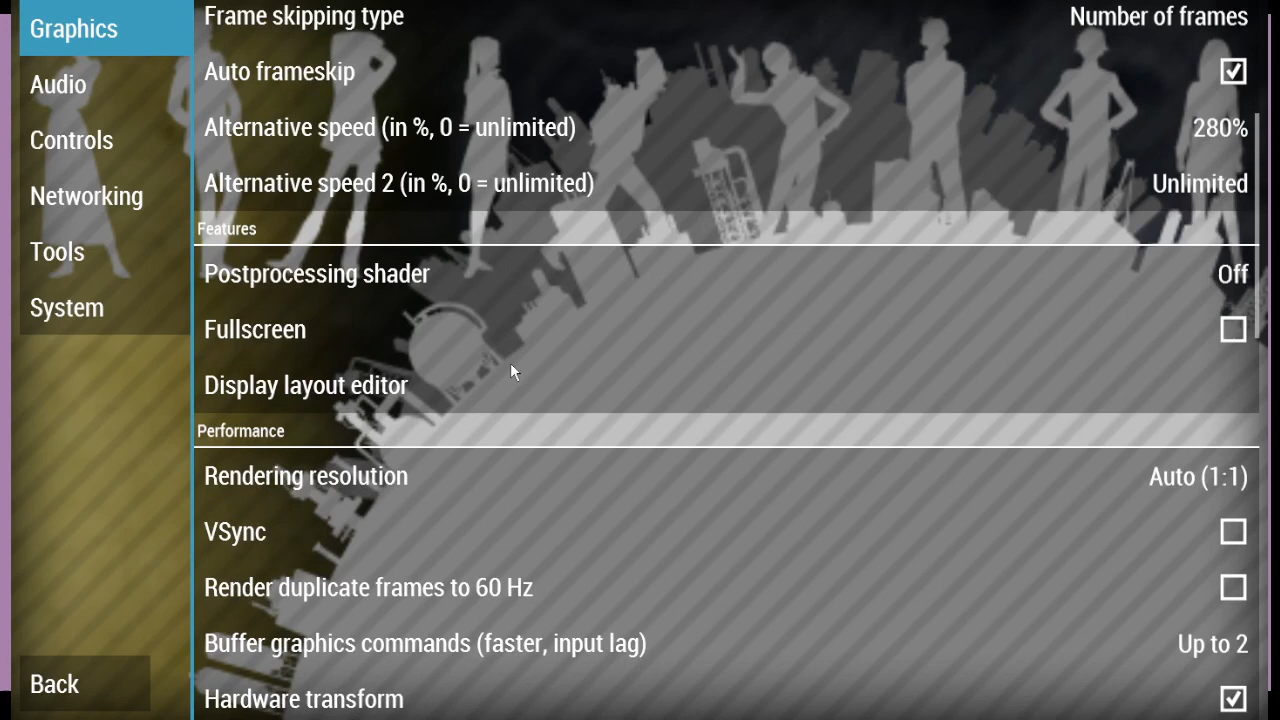 Graphics
Audio
Controls
Networking
Tools
System
Back
Frame skipping type Number of frames
Auto frameskip
Alternative speed (in %, 0 = unlimited) 280%
Alternative speed 2 (in %, 0 = unlimited) Unlimited
Features
Postprocessing shader Off
Fullscreen
Display layout editor
Performance
Rendering resolution Auto (1:1)
VSync
Render duplicate frames to 60 Hz
Buffer graphics commands (faster, input lag) Up to 2
Hardware transform